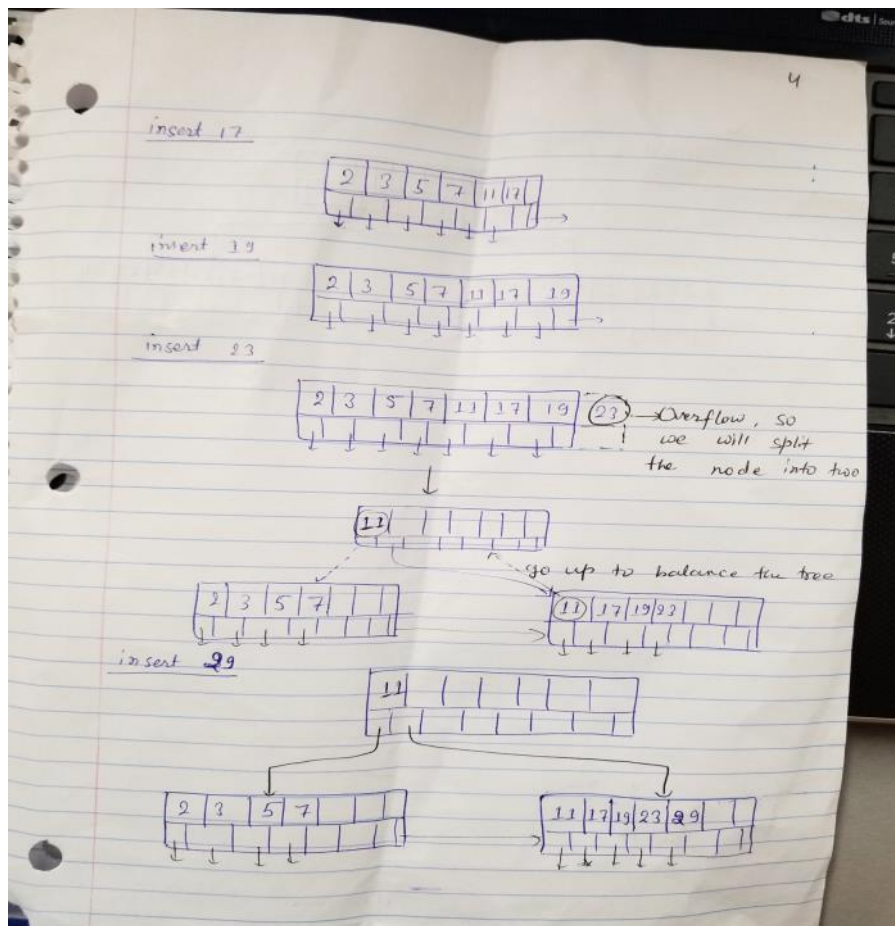 dts
4
insert 17
2 3 5 7 11 17
insert 19
2 3 5 7 11 17 19
insert 23
2 3 5 7 11 17 19 23 → Overflow, so
we will split
the node into two
11
go up to balance the tree
2 3 5 7
11 17 19 23
insert 29
11
2 3 5 7
11 17 19 23 29